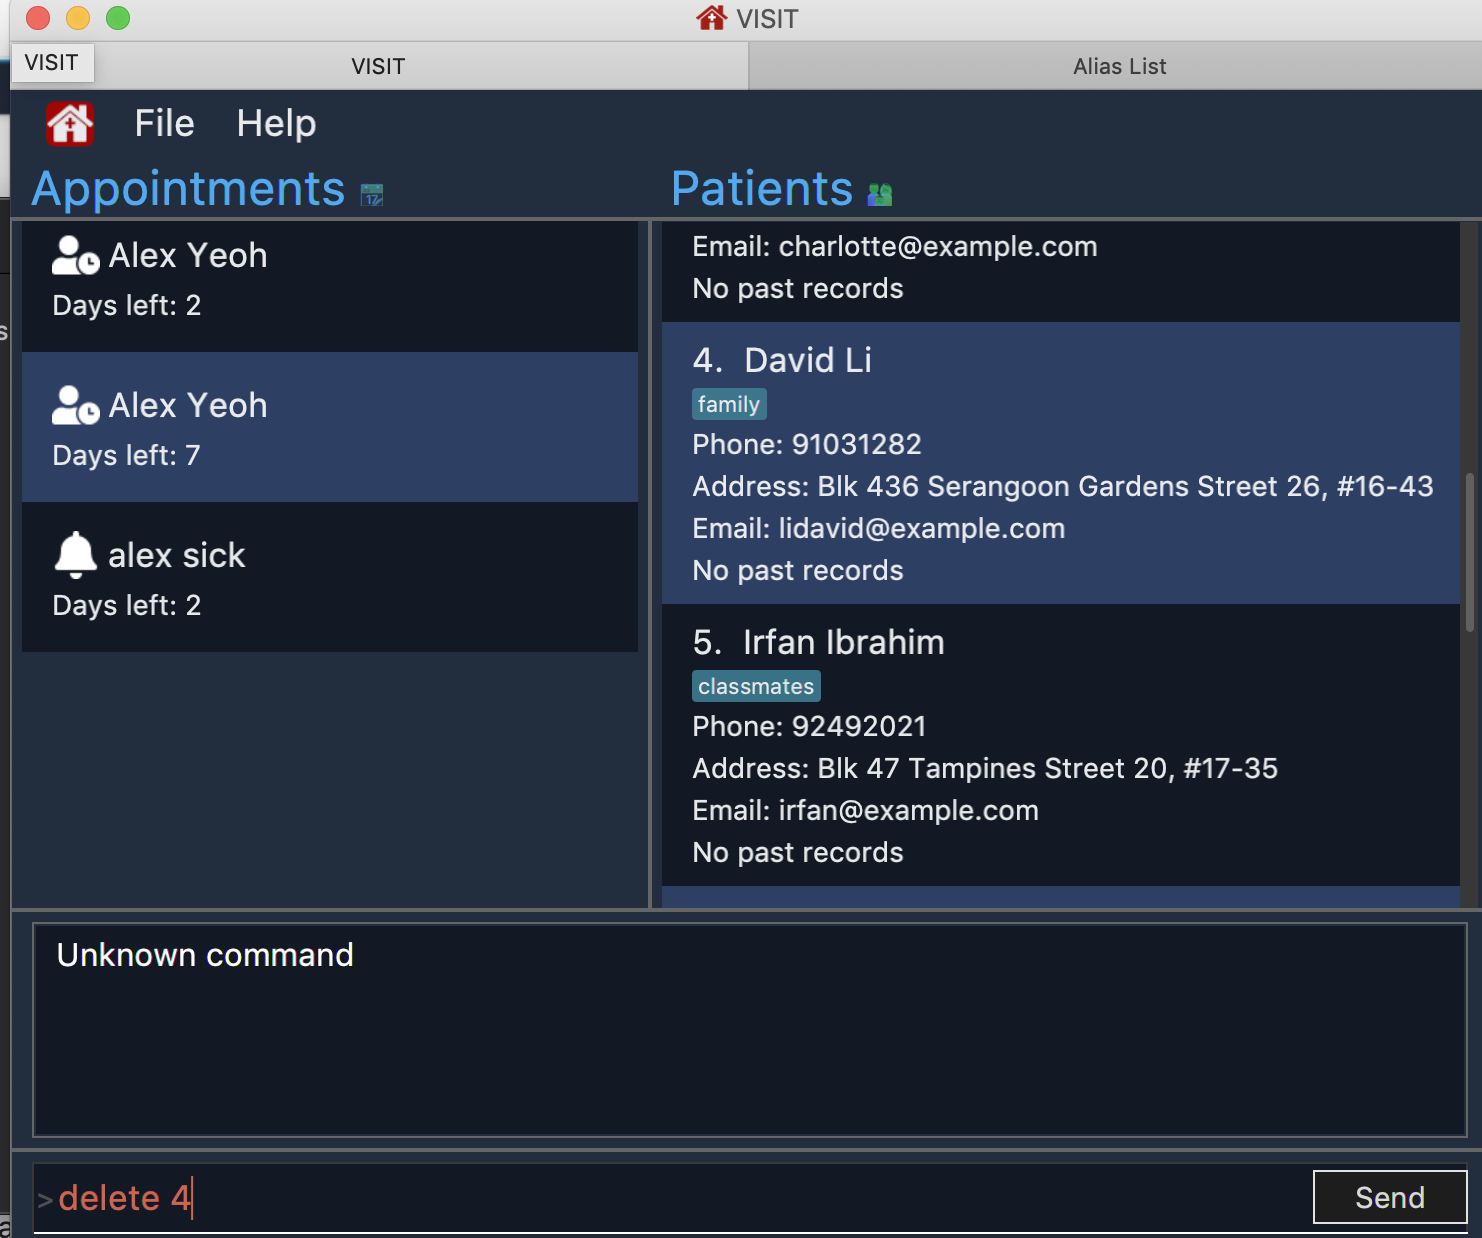 VISIT
VISIT
VISIT
Alias List
File
Help
Appointments
Patients
Alex Yeoh
Days left: 2
Alex Yeoh
Days left: 7
alex sick
Days left: 2
Email: charlotte@example.com
No past records
4. David Li
family
Phone: 91031282
Address: Blk 436 Serangoon Gardens Street 26, #16-43
Email: lidavid@example.com
No past records
5. Irfan Ibrahim
classmates
Phone: 92492021
Address: Blk 47 Tampines Street 20, #17-35
Email: irfan@example.com
No past records
Unknown command
>delete 4
Send